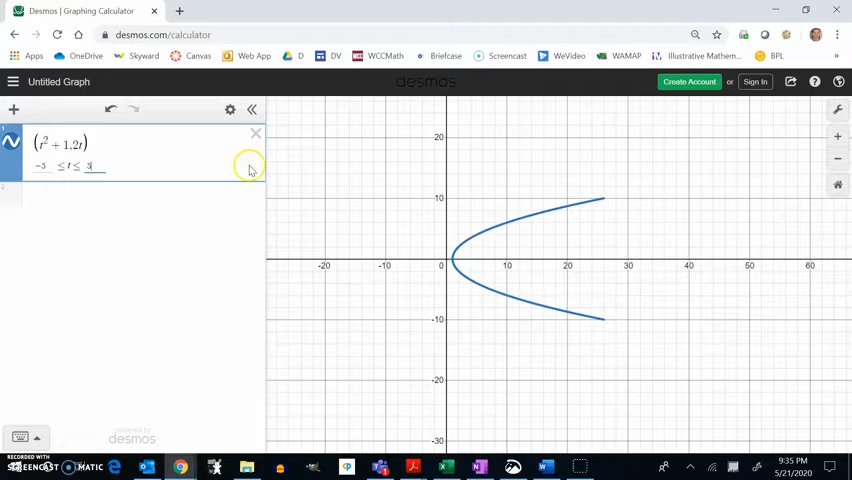 Desmos | Graphing Calculator
desmos.com/calculator
Apps OneDrive Skyward Canvas Web App D DV WCCMath Briefcase Screencast WeVideo WAMAP Illustrative Mathem... BPL
Untitled Graph
desmos
Create Account or Sign In
1
(t² + 1,2t)
-5 ≤ t ≤ 5
2
20
10
-20 -10 0 10 20 30 40 50 60
-10
-20
-30
powered by
desmos
RECORDED WITH
SCREENCAST MATIC
9:35 PM
5/21/2020